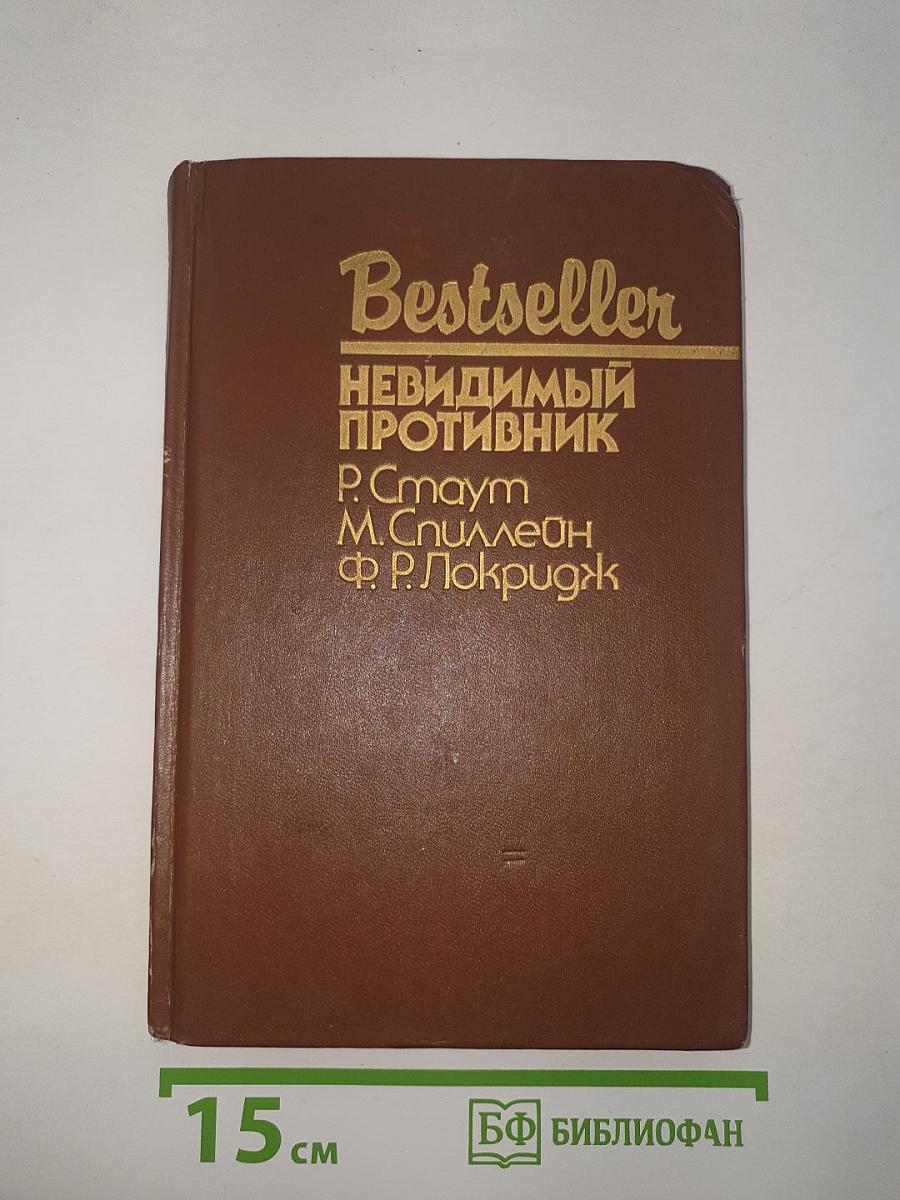 Bestseller
НЕВИДИМЫЙ
ПРОТИВНИК
Р. Стаут
М. Спиллейн
Ф. Р. Локридж
15 см
БФ БИБЛИОФАН